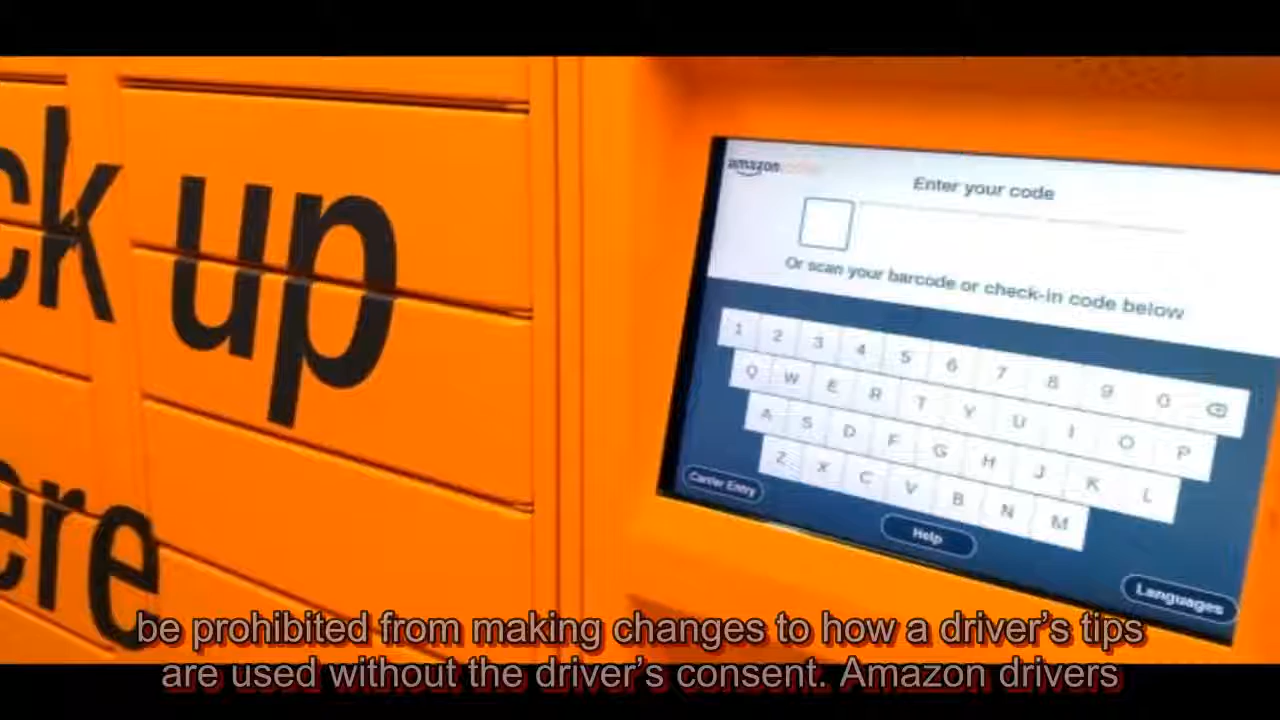 ck up
ere
amazon
Enter your code
Or scan your barcode or check-in code below
1 2 3 4 5 6 7 8 9 0
Q W E R T Y U I O P
A S D F G H J K L
Z X C V B N M
Carrier Entry
Help
Languages
be prohibited from making changes to how a driver’s tips
are used without the driver’s consent. Amazon drivers